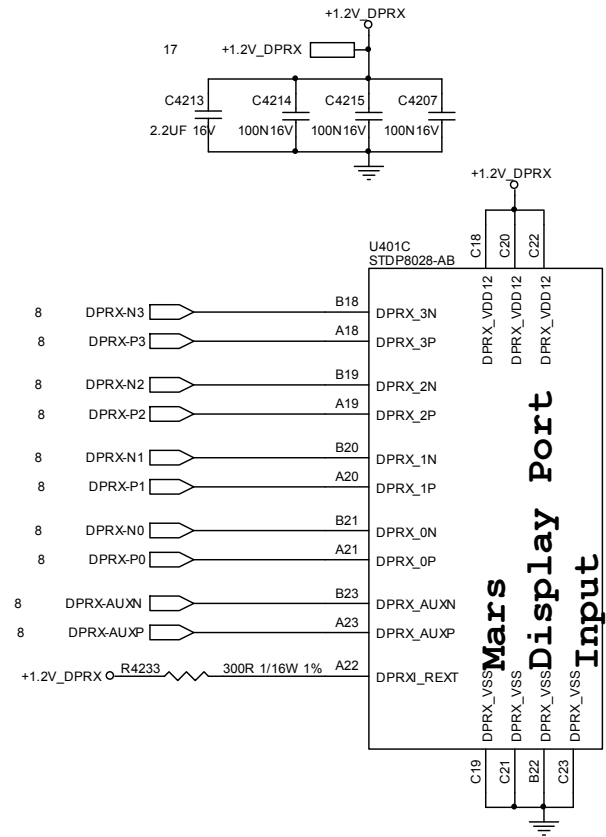 +1.2V_DPRX
17 +1.2V_DPRX
C4213 C4214 C4215 C4207
2.2UF 16V 100N16V 100N16V 100N16V
+1.2V_DPRX
C18 C20 C22
U401C
STDP8028-AB
DPRX_VDD12 DPRX_VDD12 DPRX_VDD12
8 DPRX-N3 B18 DPRX_3N
8 DPRX-P3 A18 DPRX_3P
8 DPRX-N2 B19 DPRX_2N
8 DPRX-P2 A19 DPRX_2P
8 DPRX-N1 B20 DPRX_1N
8 DPRX-P1 A20 DPRX_1P
8 DPRX-N0 B21 DPRX_0N
8 DPRX-P0 A21 DPRX_0P
8 DPRX-AUXN B23 DPRX_AUXN
8 DPRX-AUXP A23 DPRX_AUXP
+1.2V_DPRX R4233 300R 1/16W 1% A22 DPRXI_REXT
Mars
Display Port
Input
DPRX_VSS DPRX_VSS DPRX_VSS DPRX_VSS
C19 C21 B22 C23